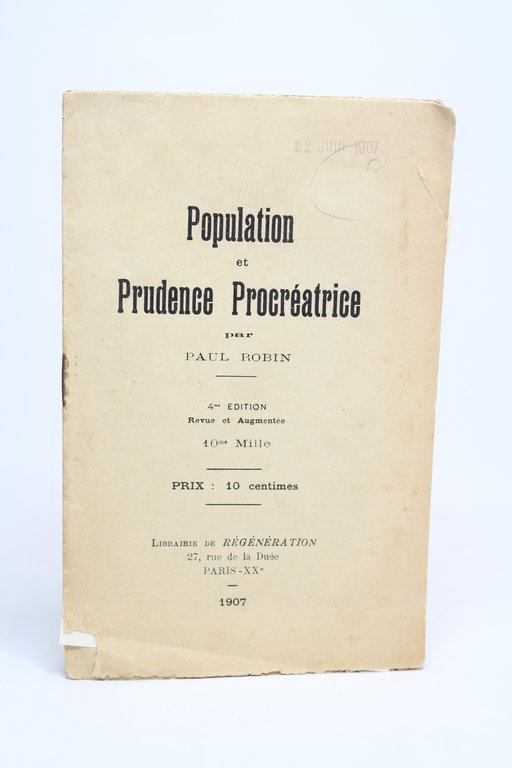 22 JUIN 1907
Population
et
Prudence Procréatrice
par
PAUL ROBIN
4me EDITION
Revue et Augmentée
10me Mille
PRIX : 10 centimes
LIBRAIRIE DE RÉGÉNÉRATION
27, rue de la Duée
PARIS-XXe
1907